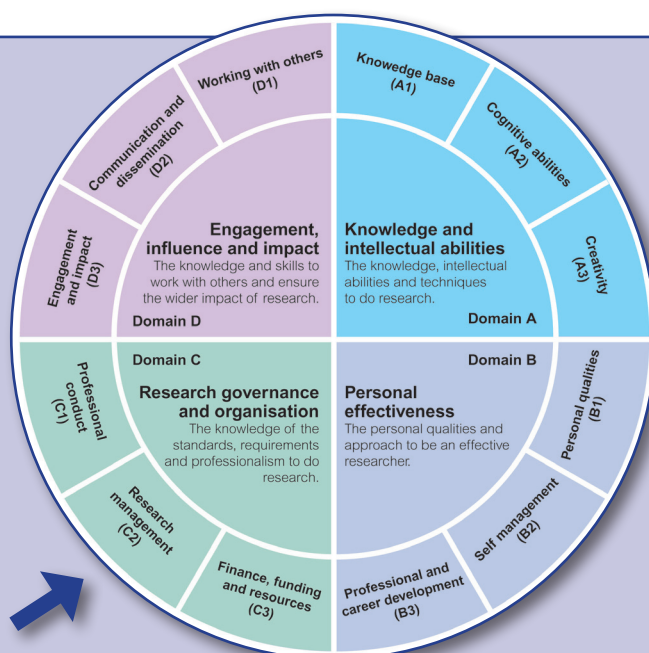 Knowedge base
(A1)
Cognitive abilities
(A2)
Creativity
(A3)
Knowledge and
intellectual abilities
The knowledge, intellectual
abilities and techniques
to do research.
Domain A
Domain B
Personal
effectiveness
The personal qualities and
approach to be an effective
researcher.
Personal qualities
(B1)
Self management
(B2)
Professional and
career development
(B3)
Domain C
Research governance
and organisation
The knowledge of the
standards, requirements
and professionalism to do
research.
Finance, funding
and resources
(C3)
Research
management
(C2)
Professional
conduct
(C1)
Engagement
and impact
(D3)
Communication and
dissemination
(D2)
Working with others
(D1)
Engagement,
influence and impact
The knowledge and skills to
work with others and ensure
the wider impact of research.
Domain D